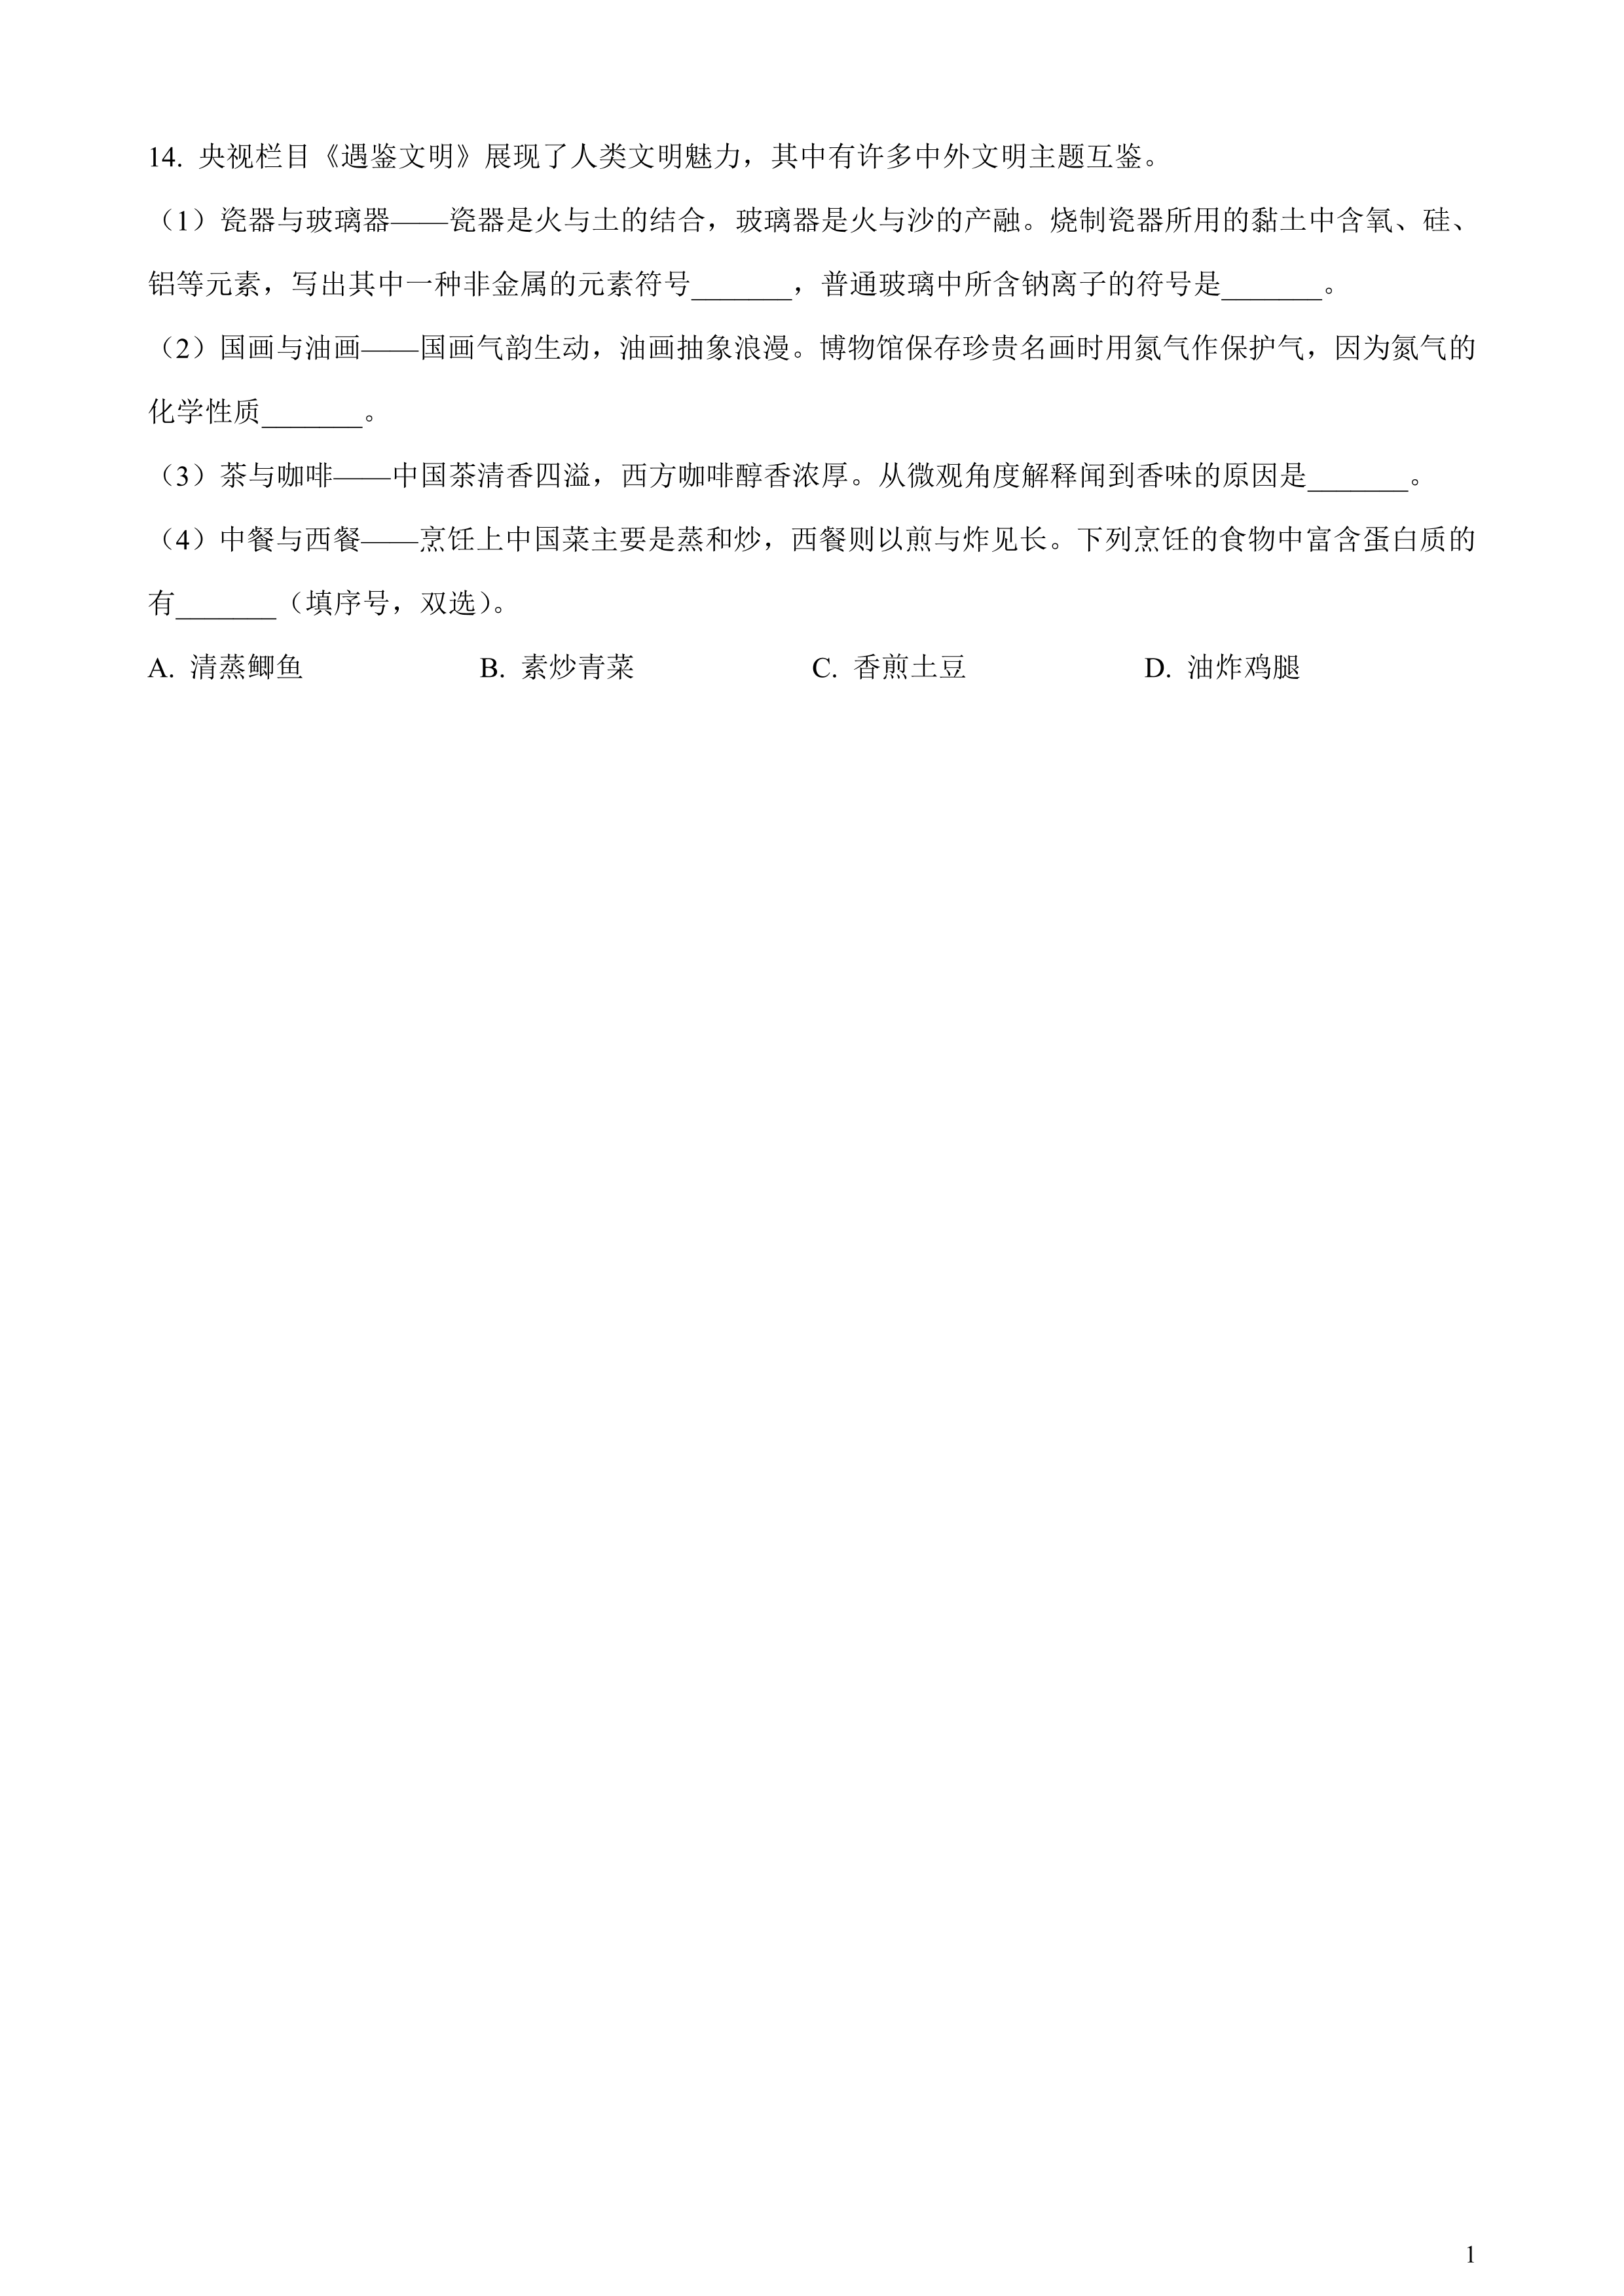 14. 央视栏目《遇鉴文明》展现了人类文明魅力，其中有许多中外文明主题互鉴。
（1）瓷器与玻璃器——瓷器是火与土的结合，玻璃器是火与沙的产融。烧制瓷器所用的黏土中含氧、硅、
铝等元素，写出其中一种非金属的元素符号_______，普通玻璃中所含钠离子的符号是_______。
（2）国画与油画——国画气韵生动，油画抽象浪漫。博物馆保存珍贵名画时用氮气作保护气，因为氮气的
化学性质_______。
（3）茶与咖啡——中国茶清香四溢，西方咖啡醇香浓厚。从微观角度解释闻到香味的原因是_______。
（4）中餐与西餐——烹饪上中国菜主要是蒸和炒，西餐则以煎与炸见长。下列烹饪的食物中富含蛋白质的
有_______（填序号，双选）。
A. 清蒸鲫鱼 B. 素炒青菜 C. 香煎土豆 D. 油炸鸡腿
1